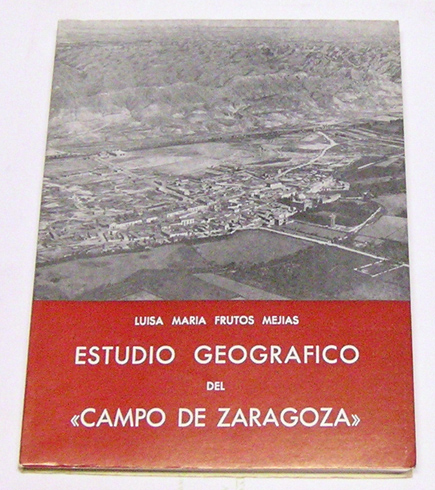 LUISA MARIA FRUTOS MEJIAS
ESTUDIO GEOGRAFICO
DEL
«CAMPO DE ZARAGOZA»